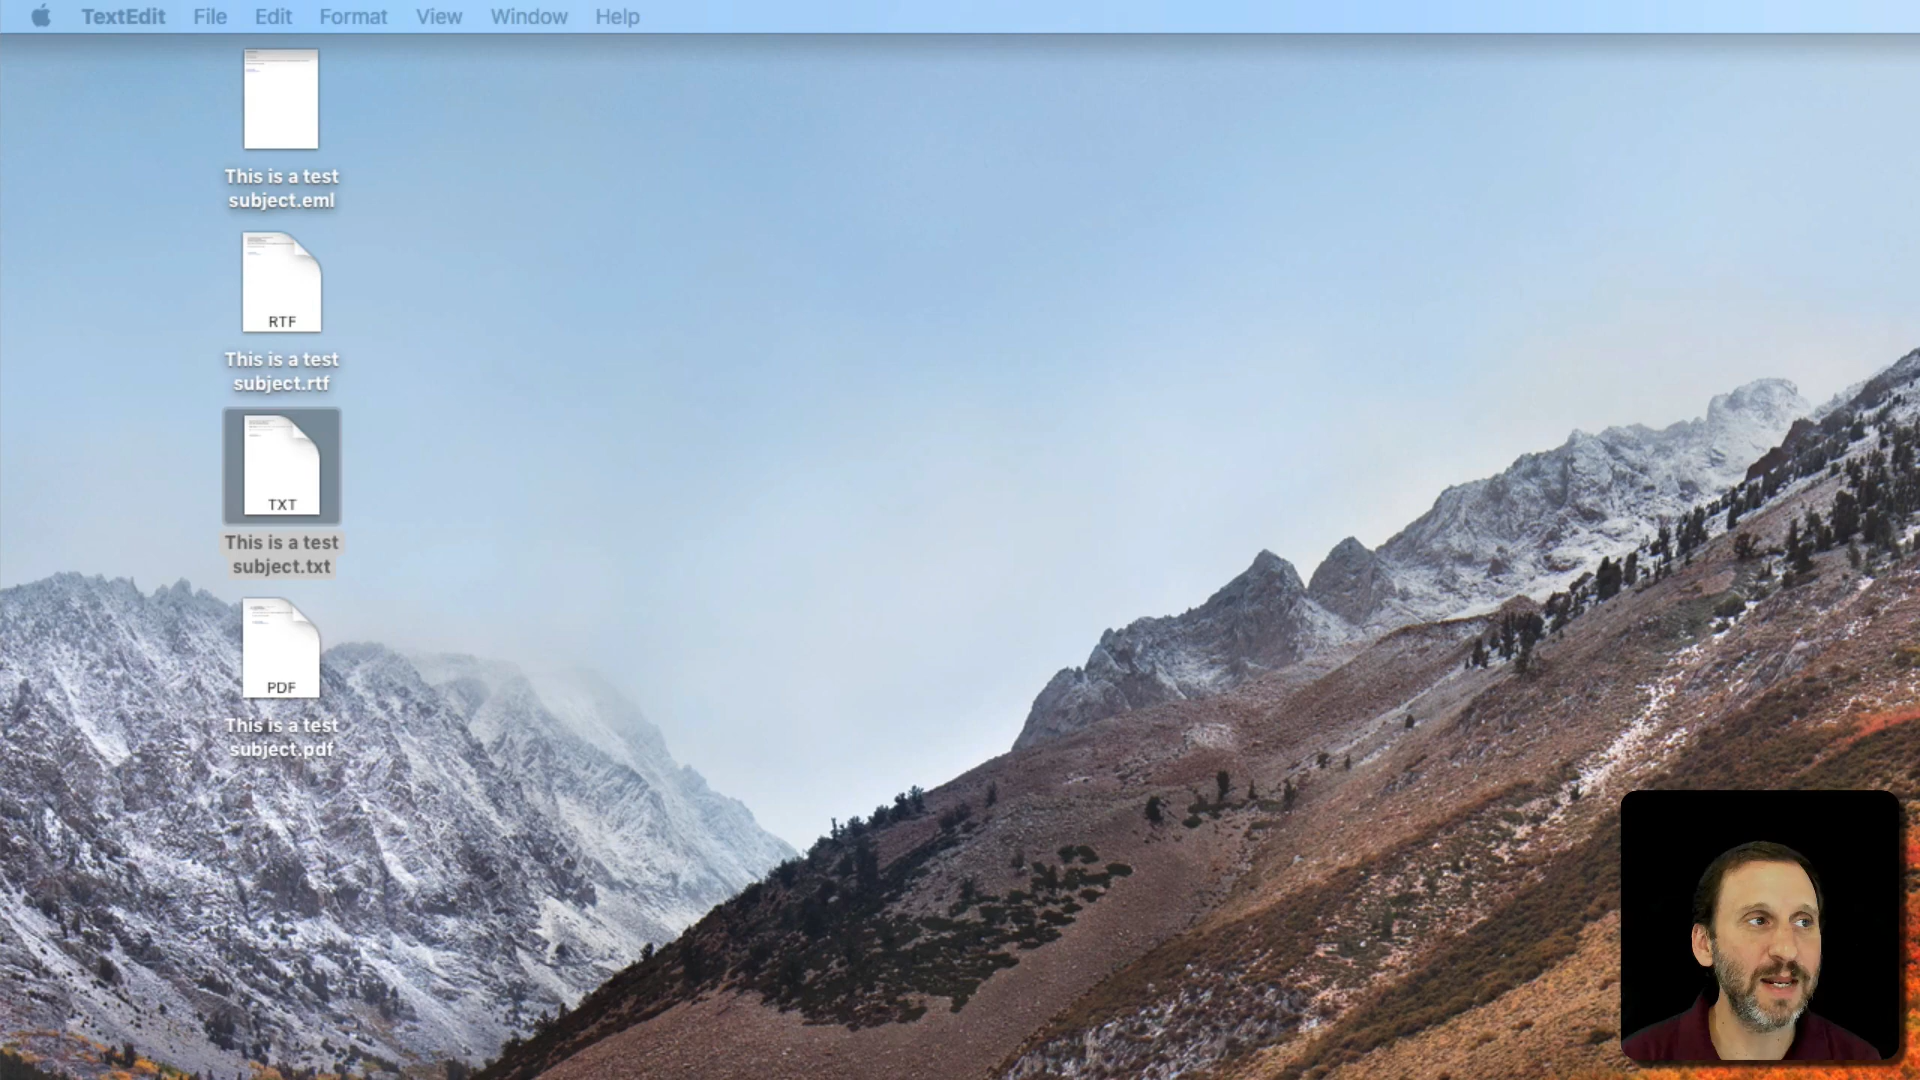 TextEdit File Edit Format View Window Help
This is a test
subject.eml
RTF
This is a test
subject.rtf
TXT
This is a test
subject.txt
PDF
This is a test
subject.pdf